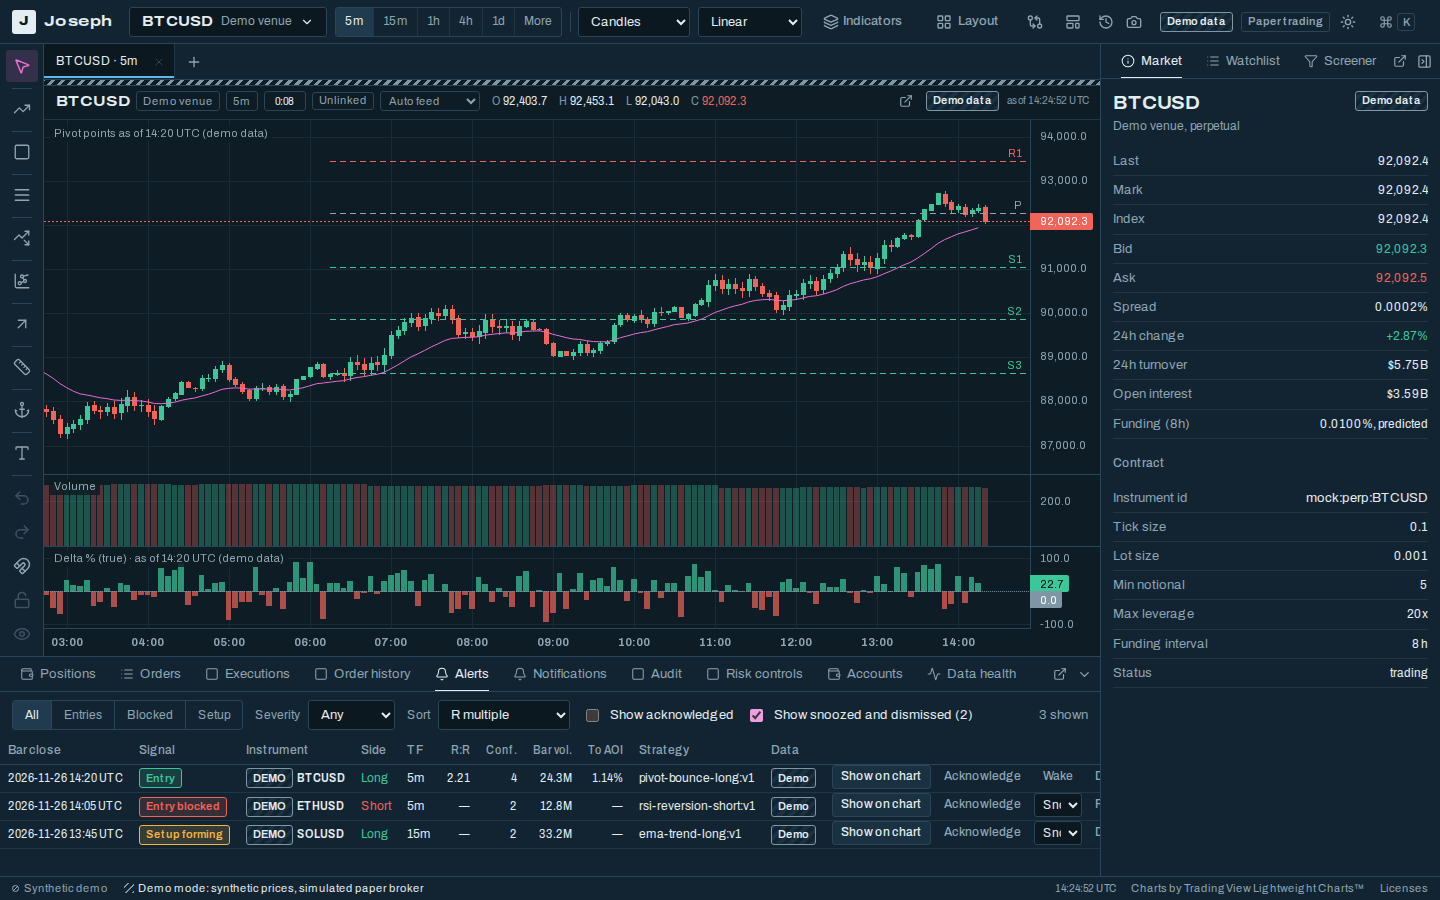 J Joseph BTCUSD Demo venue 5m 15m 1h 4h 1d More Candles Linear Indicators Layout Demo data Paper trading ⌘ K
BTCUSD · 5m × +
BTCUSD Demo venue 5m 0:08 Unlinked Auto feed O 92,403.7 H 92,453.1 L 92,043.0 C 92,092.3 Demo data as of 14:24:52 UTC
Pivot points as of 14:20 UTC (demo data)
94,000.0
R1
93,000.0
P
92,092.3
S1
91,000.0
S2
90,000.0
S3
89,000.0
88,000.0
87,000.0
Volume
200.0
Delta % (true) · as of 14:20 UTC (demo data)
100.0
22.7
0.0
-100.0
03:00 04:00 05:00 06:00 07:00 08:00 09:00 10:00 11:00 12:00 13:00 14:00
Market Watchlist Screener
BTCUSD Demo data
Demo venue, perpetual
Last 92,092.4
Mark 92,092.4
Index 92,092.4
Bid 92,092.3
Ask 92,092.5
Spread 0.0002%
24h change +2.87%
24h turnover $5.75B
Open interest $3.59B
Funding (8h) 0.0100%, predicted
Contract
Instrument id mock:perp:BTCUSD
Tick size 0.1
Lot size 0.001
Min notional 5
Max leverage 20x
Funding interval 8h
Status trading
Positions Orders Executions Order history Alerts Notifications Audit Risk controls Accounts Data health
All Entries Blocked Setup Severity Any Sort R multiple Show acknowledged Show snoozed and dismissed (2) 3 shown
Bar close Signal Instrument Side TF R:R Conf. Bar vol. To AOI Strategy Data
2026-11-26 14:20 UTC Entry DEMO BTCUSD Long 5m 2.21 4 24.3M 1.14% pivot-bounce-long:v1 Demo Show on chart Acknowledge Wake
2026-11-26 14:05 UTC Entry blocked DEMO ETHUSD Short 5m — 2 12.8M — rsi-reversion-short:v1 Demo Show on chart Acknowledge
2026-11-26 13:45 UTC Setup forming DEMO SOLUSD Long 15m — 2 33.2M — ema-trend-long:v1 Demo Show on chart Acknowledge
Synthetic demo Demo mode: synthetic prices, simulated paper broker 14:24:52 UTC Charts by TradingView Lightweight Charts™ Licenses